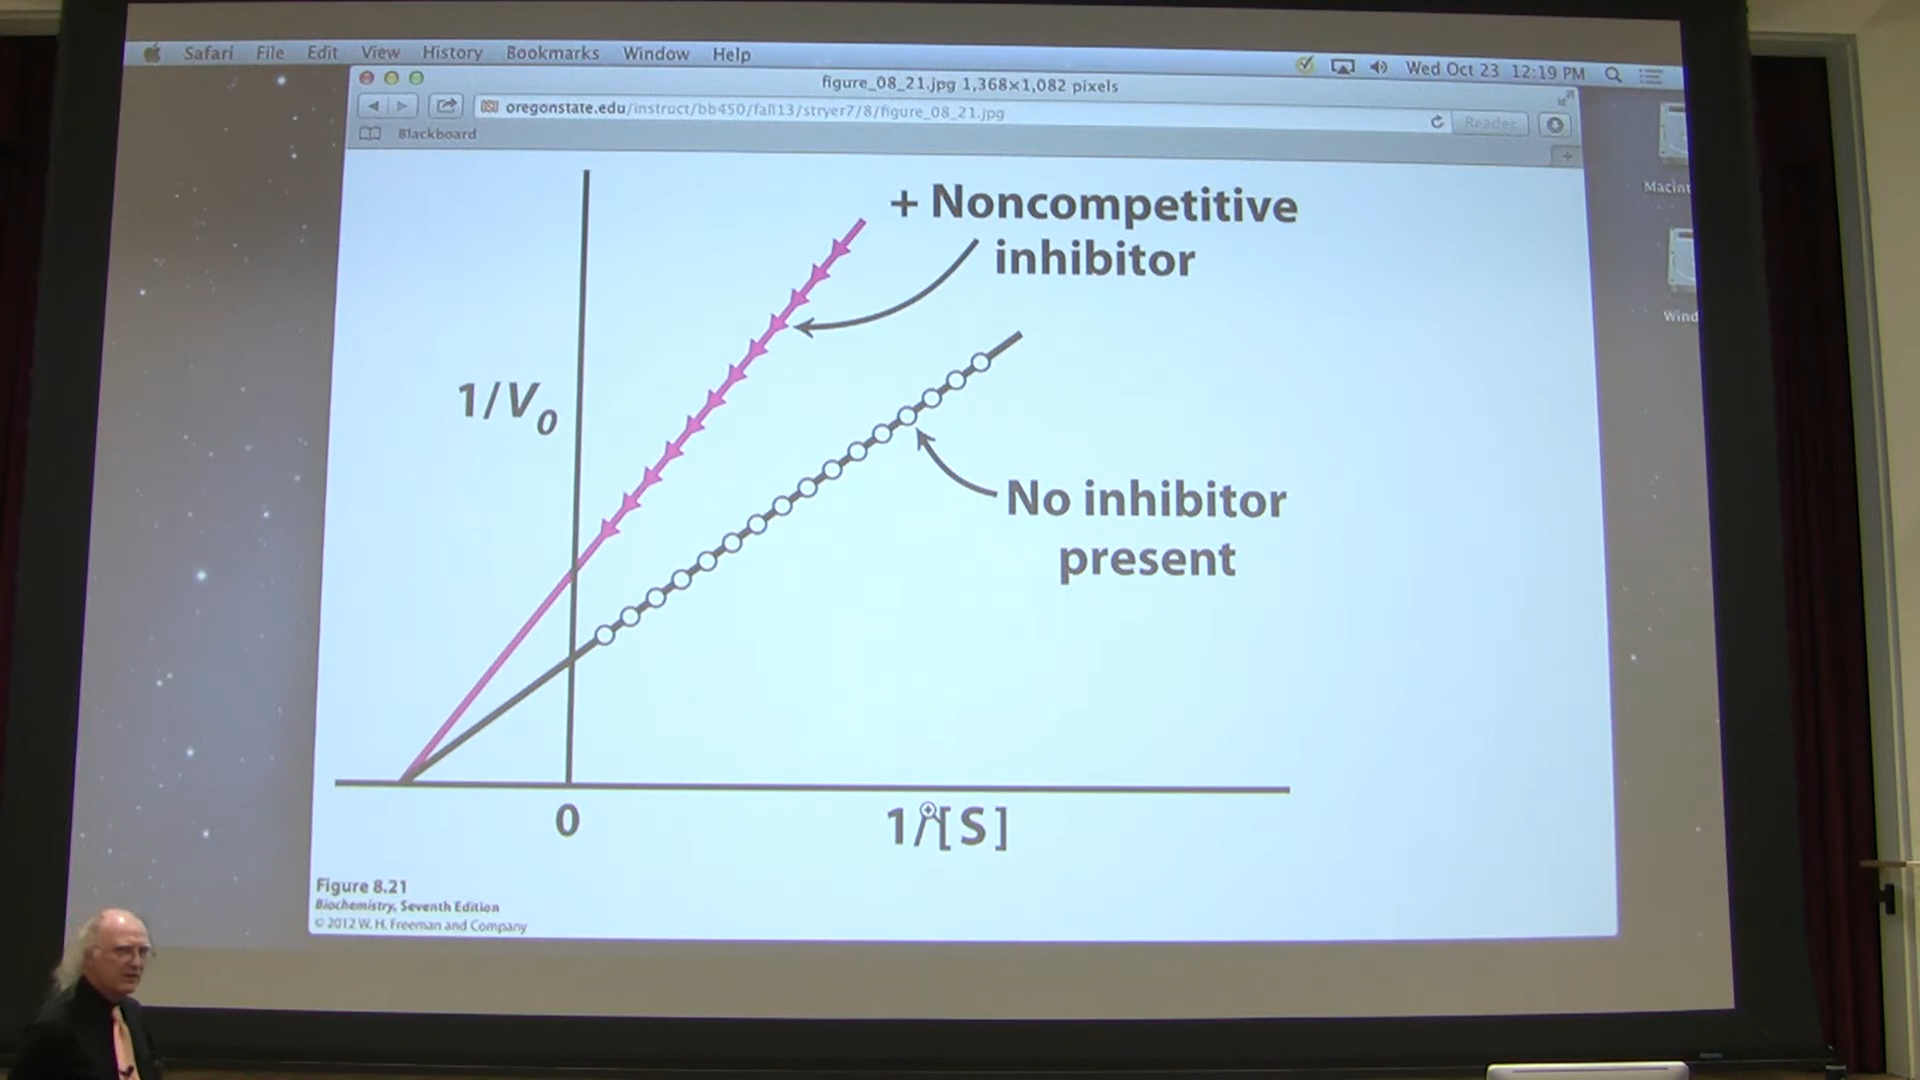 Safari File Edit View History Bookmarks Window Help
Wed Oct 23 12:19 PM
figure_08_21.jpg 1,368×1,082 pixels
OSU oregonstate.edu/instruct/bb450/fall13/stryer7/8/figure_08_21.jpg
Reader
Blackboard
Macint
Wind
+ Noncompetitive
inhibitor
1/V0
No inhibitor
present
0
1/[S]
Figure 8.21
Biochemistry, Seventh Edition
© 2012 W. H. Freeman and Company